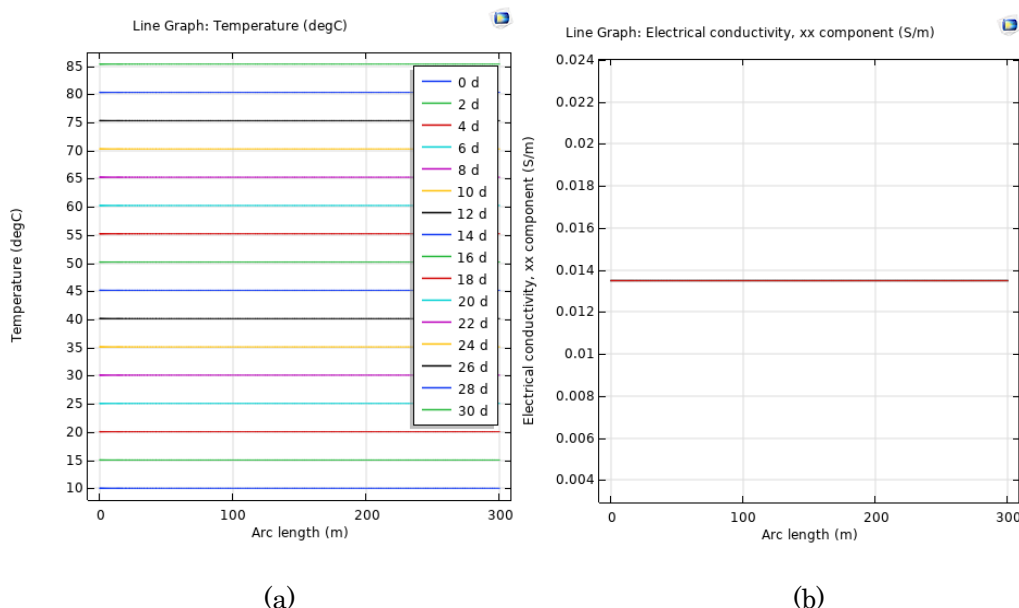 Line Graph: Temperature (degC)
85
80
75
70
65
60
55
50
45
40
35
30
25
20
15
10
Temperature (degC)
0 d
2 d
4 d
6 d
8 d
10 d
12 d
14 d
16 d
18 d
20 d
22 d
24 d
26 d
28 d
30 d
0 100 200 300
Arc length (m)
(a)
Line Graph: Electrical conductivity, xx component (S/m)
0.024
0.022
0.02
0.018
0.016
0.014
0.012
0.01
0.008
0.006
0.004
Electrical conductivity, xx component (S/m)
0 100 200 300
Arc length (m)
(b)